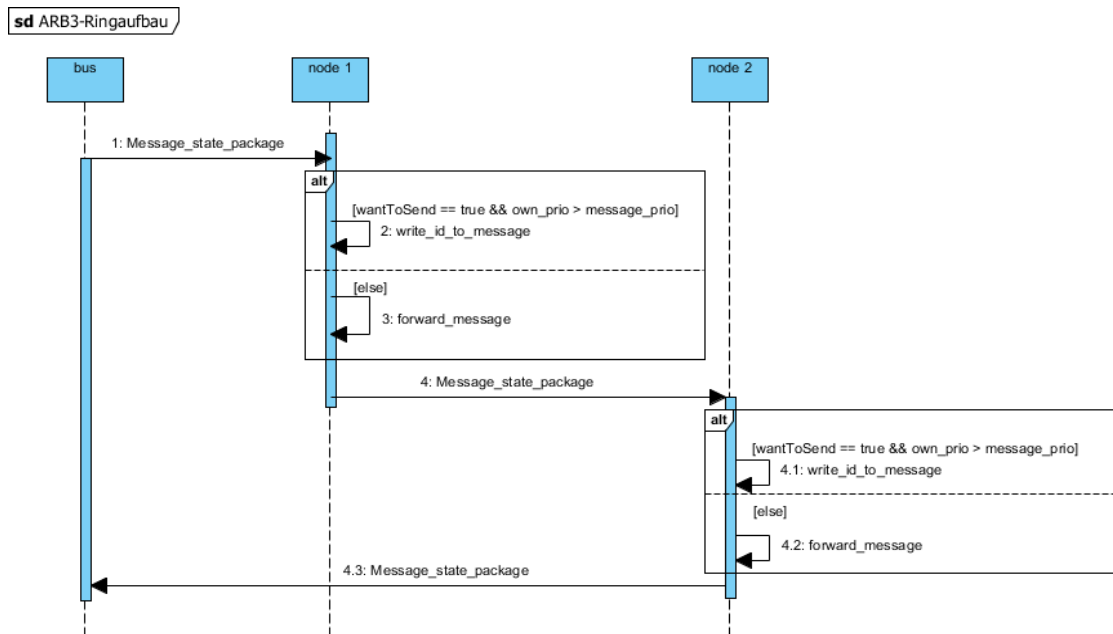 sd ARB3-Ringaufbau
bus
node 1
node 2
1: Message_state_package
alt
[wantToSend == true && own_prio > message_prio]
2: write_id_to_message
[else]
3: forward_message
4: Message_state_package
alt
[wantToSend == true && own_prio > message_prio]
4.1: write_id_to_message
[else]
4.2: forward_message
4.3: Message_state_package